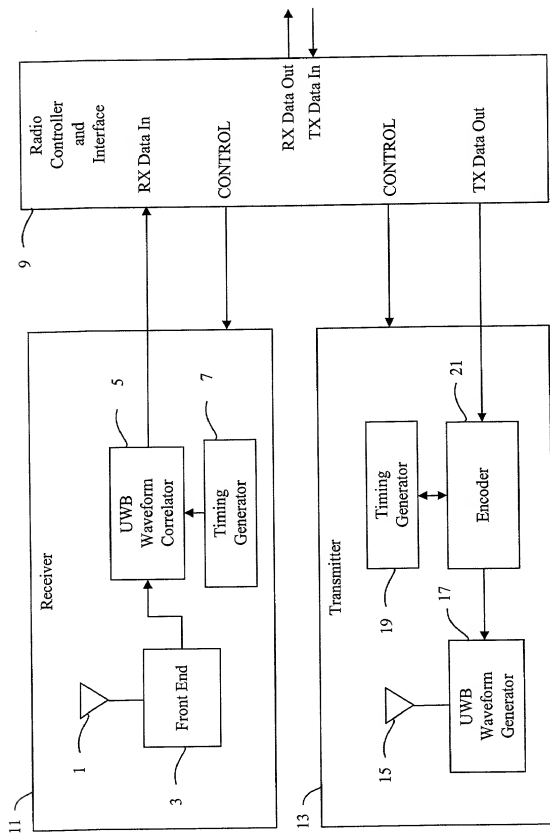 11
Receiver
1
3
Front End
5
UWB
Waveform
Correlator
7
Timing
Generator
9
Radio
Controller
and
Interface
RX Data In
CONTROL
RX Data Out
TX Data In
CONTROL
TX Data Out
13
Transmitter
15
17
UWB
Waveform
Generator
19
Timing
Generator
21
Encoder